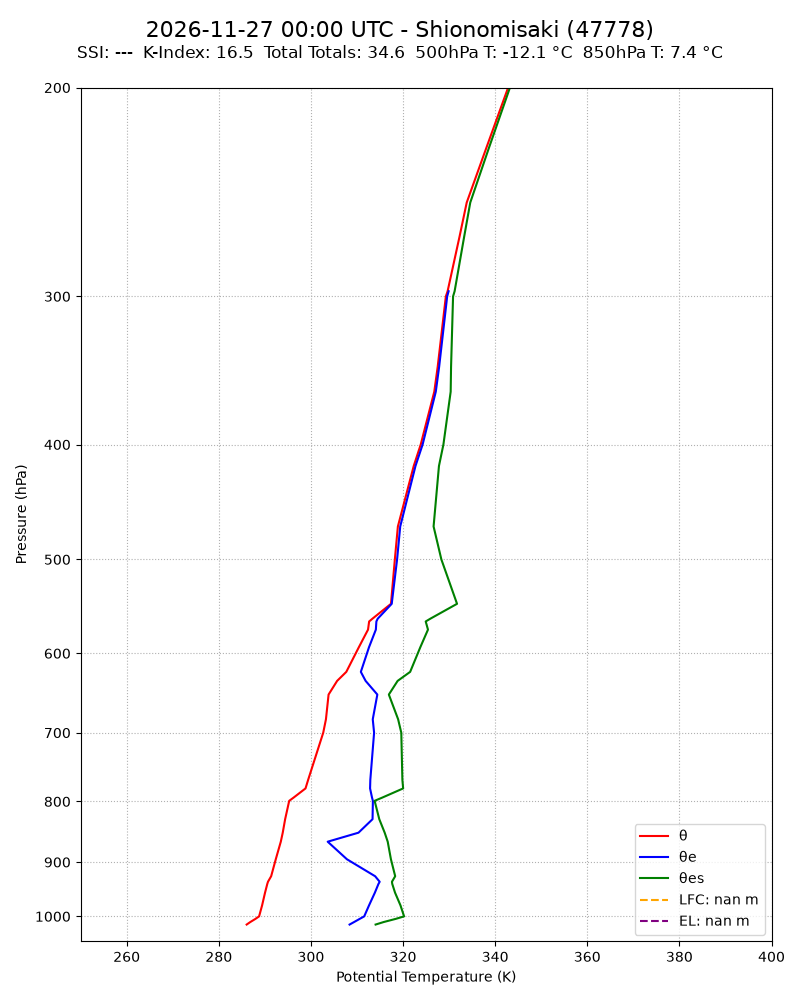 2026-11-27 00:00 UTC - Shionomisaki (47778)
SSI: --- K-Index: 16.5 Total Totals: 34.6 500hPa T: -12.1 °C 850hPa T: 7.4 °C
200
300
400
500
600
700
800
900
1000
Pressure (hPa)
260 280 300 320 340 360 380 400
Potential Temperature (K)
θ
θe
θes
LFC: nan m
EL: nan m